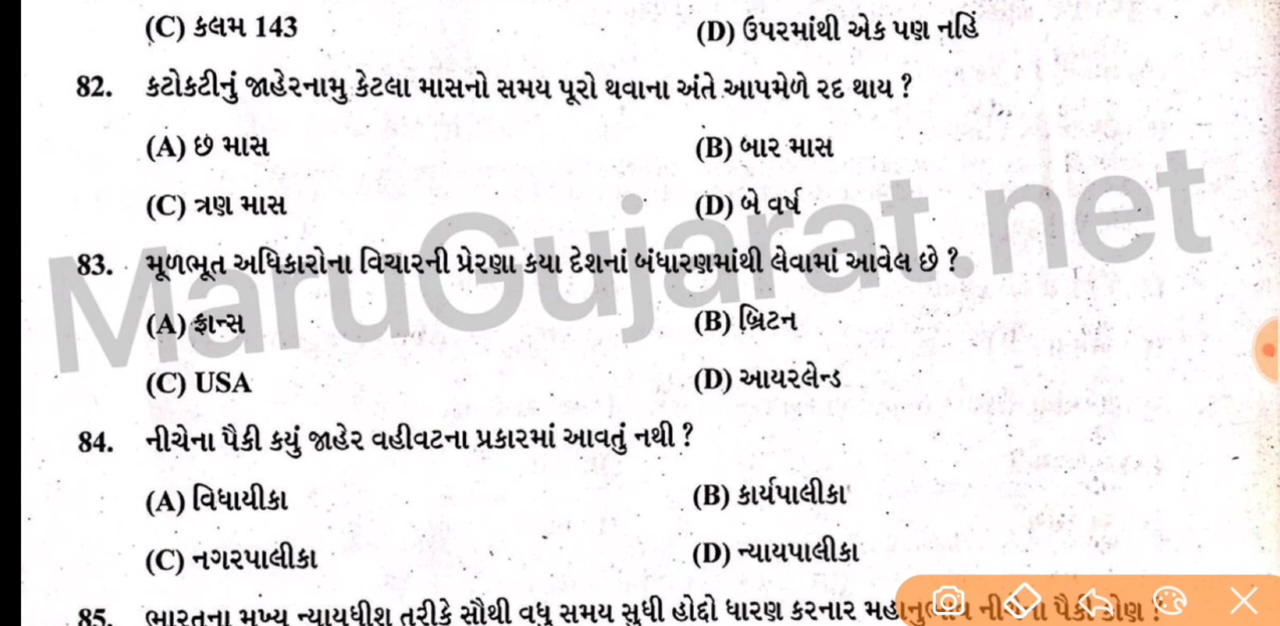 (C) કલમ 143 (D) ઉપરમાંથી એક પણ નહિં
82. કટોકટીનું જાહેરનામુ કેટલા માસનો સમય પૂરો થવાના અંતે આપમેળે રદ થાય ?
(A) છ માસ (B) બાર માસ
(C) ત્રણ માસ (D) બે વર્ષ
MaruGujarat.net
83. મૂળભૂત અધિકારોના વિચારની પ્રેરણા કયા દેશનાં બંધારણમાંથી લેવામાં આવેલ છે ?
(A) ફ્રાન્સ (B) બ્રિટન
(C) USA (D) આયરલેન્ડ
84. નીચેના પૈકી કયું જાહેર વહીવટના પ્રકારમાં આવતું નથી ?
(A) વિધાયીકા (B) કાર્યપાલીકા
(C) નગરપાલીકા (D) ન્યાયપાલીકા
85. ભારતના મુખ્ય ન્યાયધીશ તરીકે સૌથી વધુ સમય સુધી હોદ્દો ધારણ કરનાર મહાનુભાવ નીચેના પૈકી કોણ ?